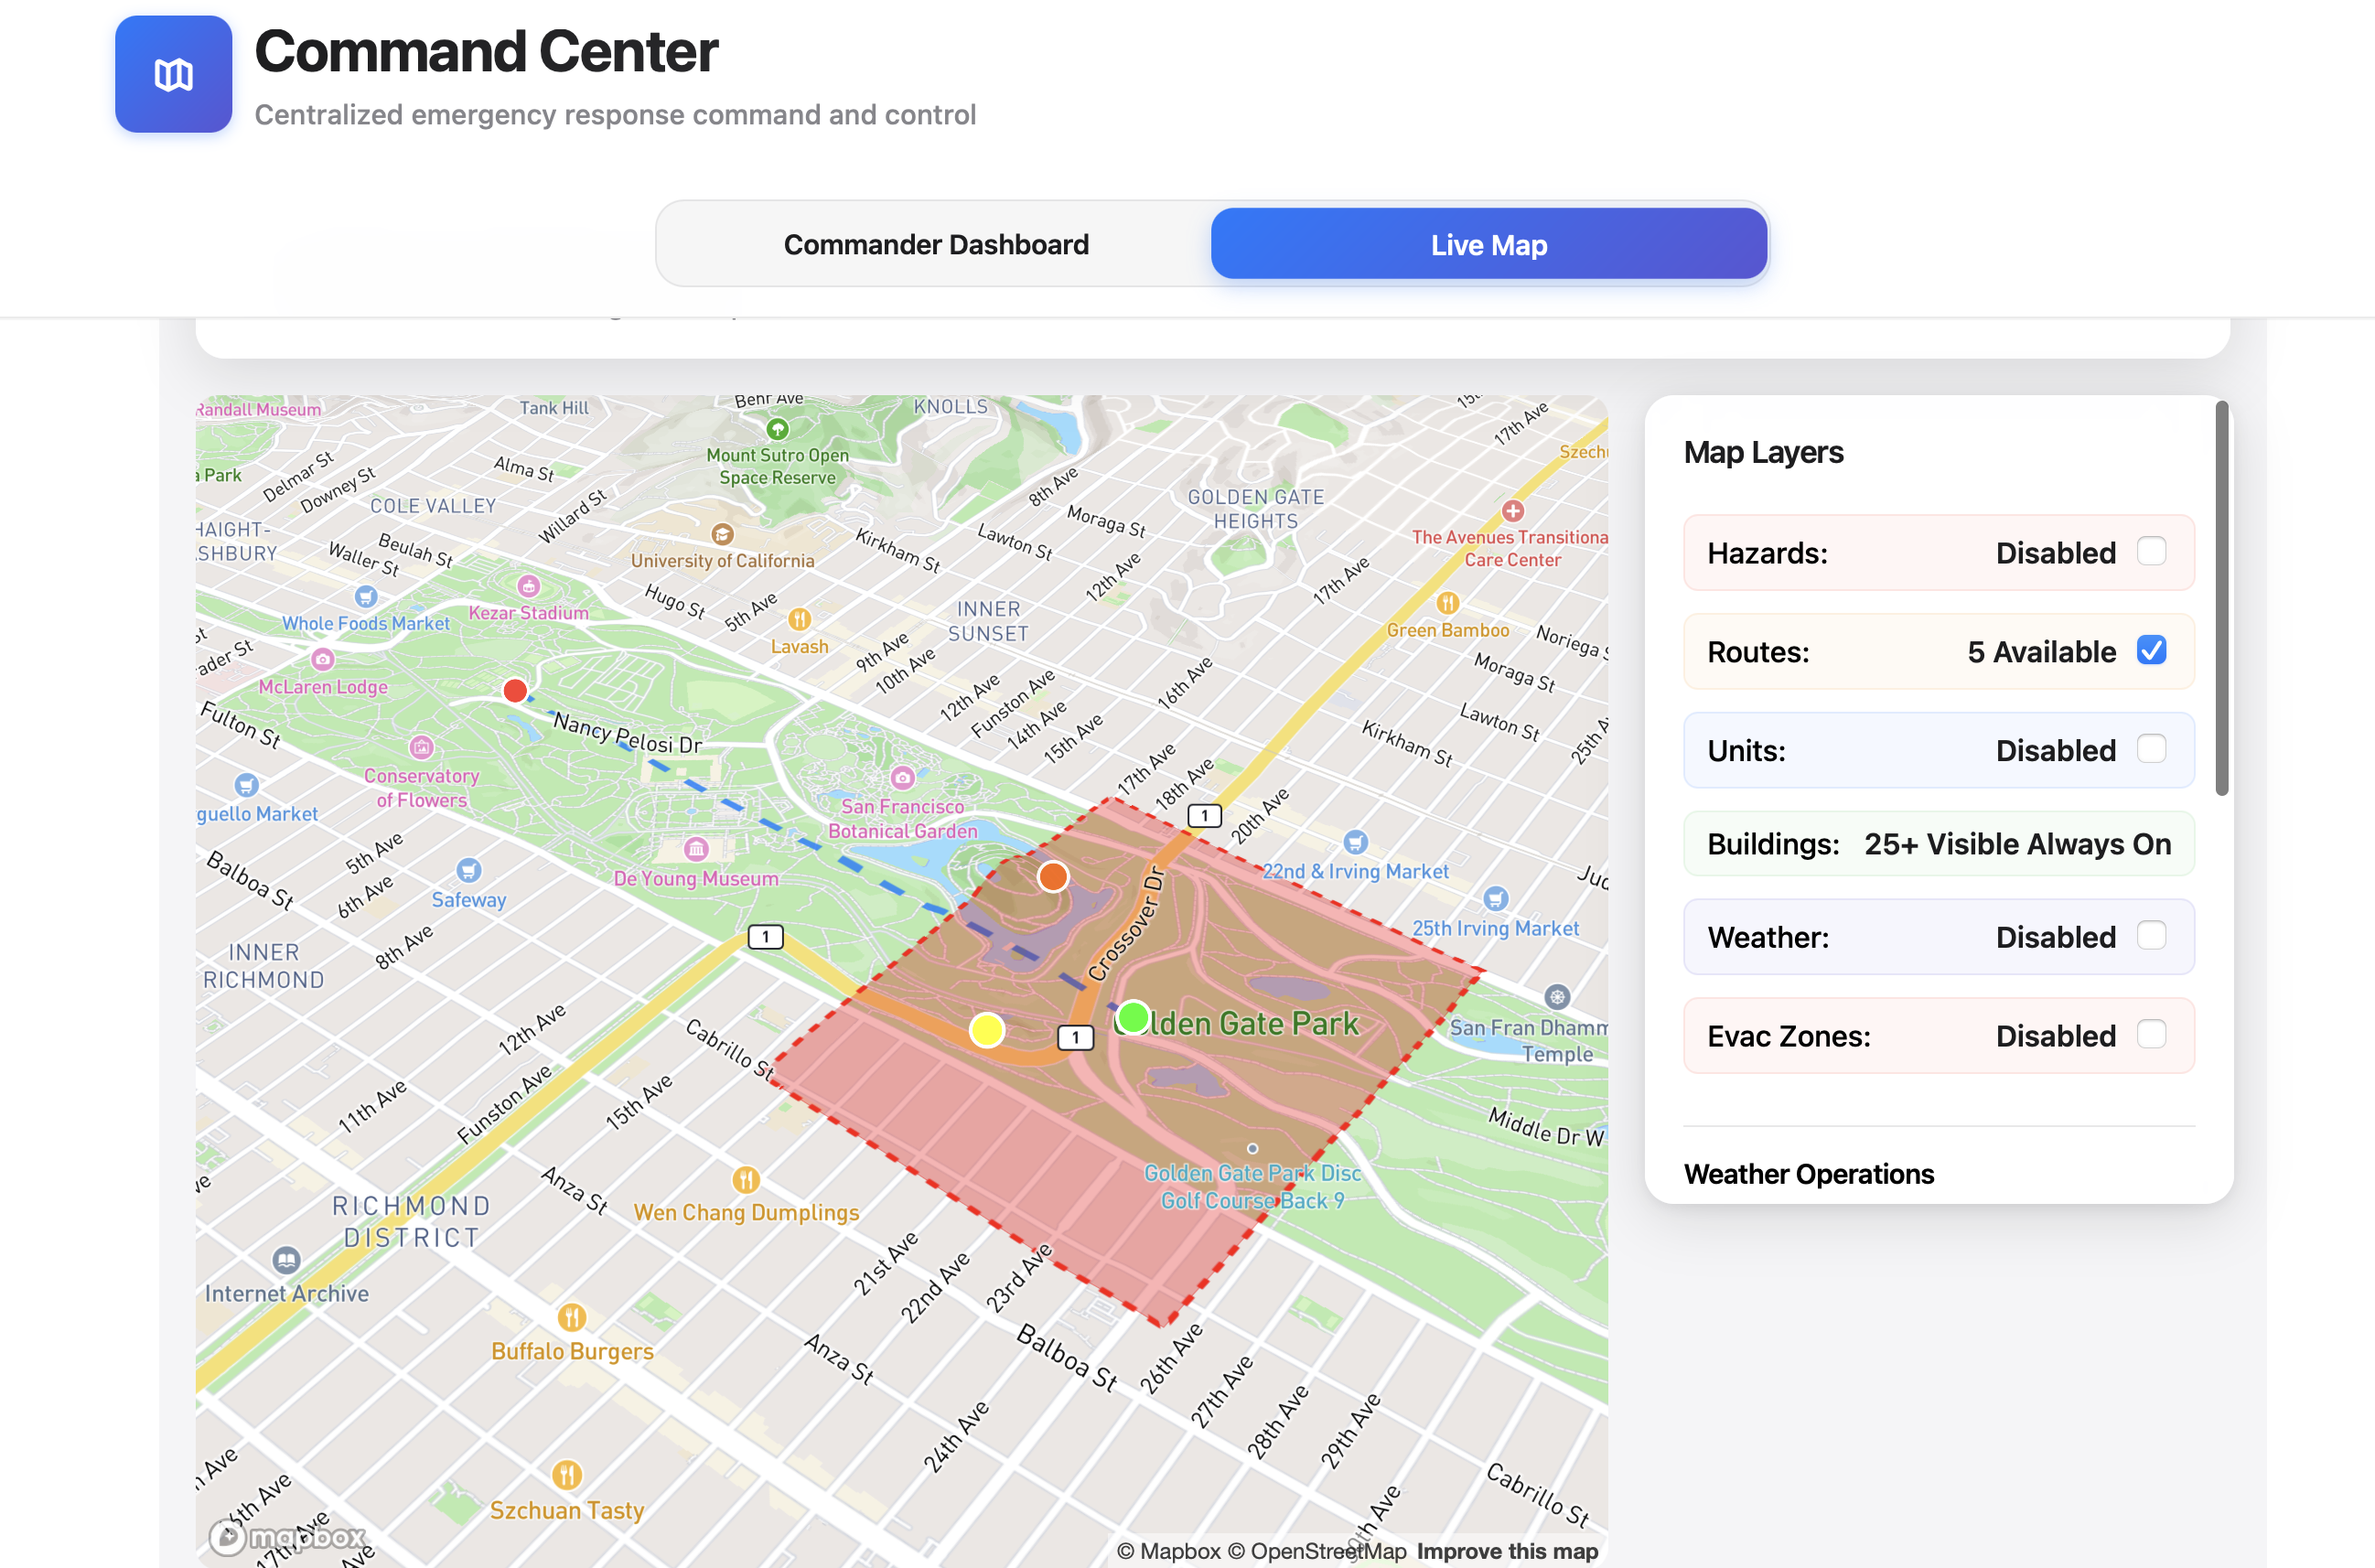 Command Center
Centralized emergency response command and control
Commander Dashboard
Live Map
Randall Museum
Tank Hill
Behr Ave
KNOLLS
17th Ave
Mount Sutro Open
Space Reserve
Szech
a Park
Delmar St
Downey St
Alma St
COLE VALLEY
Willard St
8th Ave
Moraga St
GOLDEN GATE
HEIGHTS
The Avenues Transitiona
Care Center
HAIGHT-
ASHBURY
Waller St
Beulah St
University of California
Kirkham St
Lawton St
12th Ave
17th Ave
Whole Foods Market
Kezar Stadium
Hugo St
5th Ave
Lavash
INNER
SUNSET
Green Bamboo
Noriega S
Moraga St
McLaren Lodge
9th Ave
10th Ave
12th Ave
Funston Ave
14th Ave
15th Ave
16th Ave
Lawton St
Kirkham St
25th A
Fulton St
Nancy Pelosi Dr
Conservatory
of Flowers
San Francisco
Botanical Garden
17th Ave
18th Ave
20th Ave
1
guello Market
5th Ave
6th Ave
8th Ave
Balboa St
Safeway
De Young Museum
22nd & Irving Market
Jud
25th Irving Market
Crossover Dr
1
INNER
RICHMOND
1
Golden Gate Park
San Fran Dhamm
Temple
Cabrillo St
12th Ave
11th Ave
Funston Ave
15th Ave
Middle Dr W
Golden Gate Park Disc
Golf Course Back 9
Anza St
Wen Chang Dumplings
RICHMOND
DISTRICT
Internet Archive
21st Ave
22nd Ave
23rd Ave
Buffalo Burgers
Anza St
Balboa St
26th Ave
27th Ave
28th Ave
29th Ave
24th Ave
Szchuan Tasty
Cabrillo St
16th Ave
17th Ave
mapbox
© Mapbox © OpenStreetMap Improve this map
Map Layers
Hazards: Disabled
Routes: 5 Available
Units: Disabled
Buildings: 25+ Visible Always On
Weather: Disabled
Evac Zones: Disabled
Weather Operations